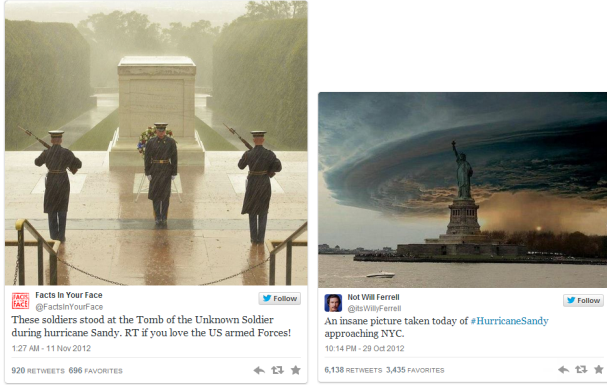 FACTS
FACE
Facts In Your Face
@FactsInYourFace
Follow
These soldiers stood at the Tomb of the Unknown Soldier
during hurricane Sandy. RT if you love the US armed Forces!
1:27 AM - 11 Nov 2012
920 RETWEETS 696 FAVORITES
Not Will Ferrell
@itsWillyFerrell
Follow
An insane picture taken today of #HurricaneSandy
approaching NYC.
10:14 PM - 29 Oct 2012
6,138 RETWEETS 3,435 FAVORITES